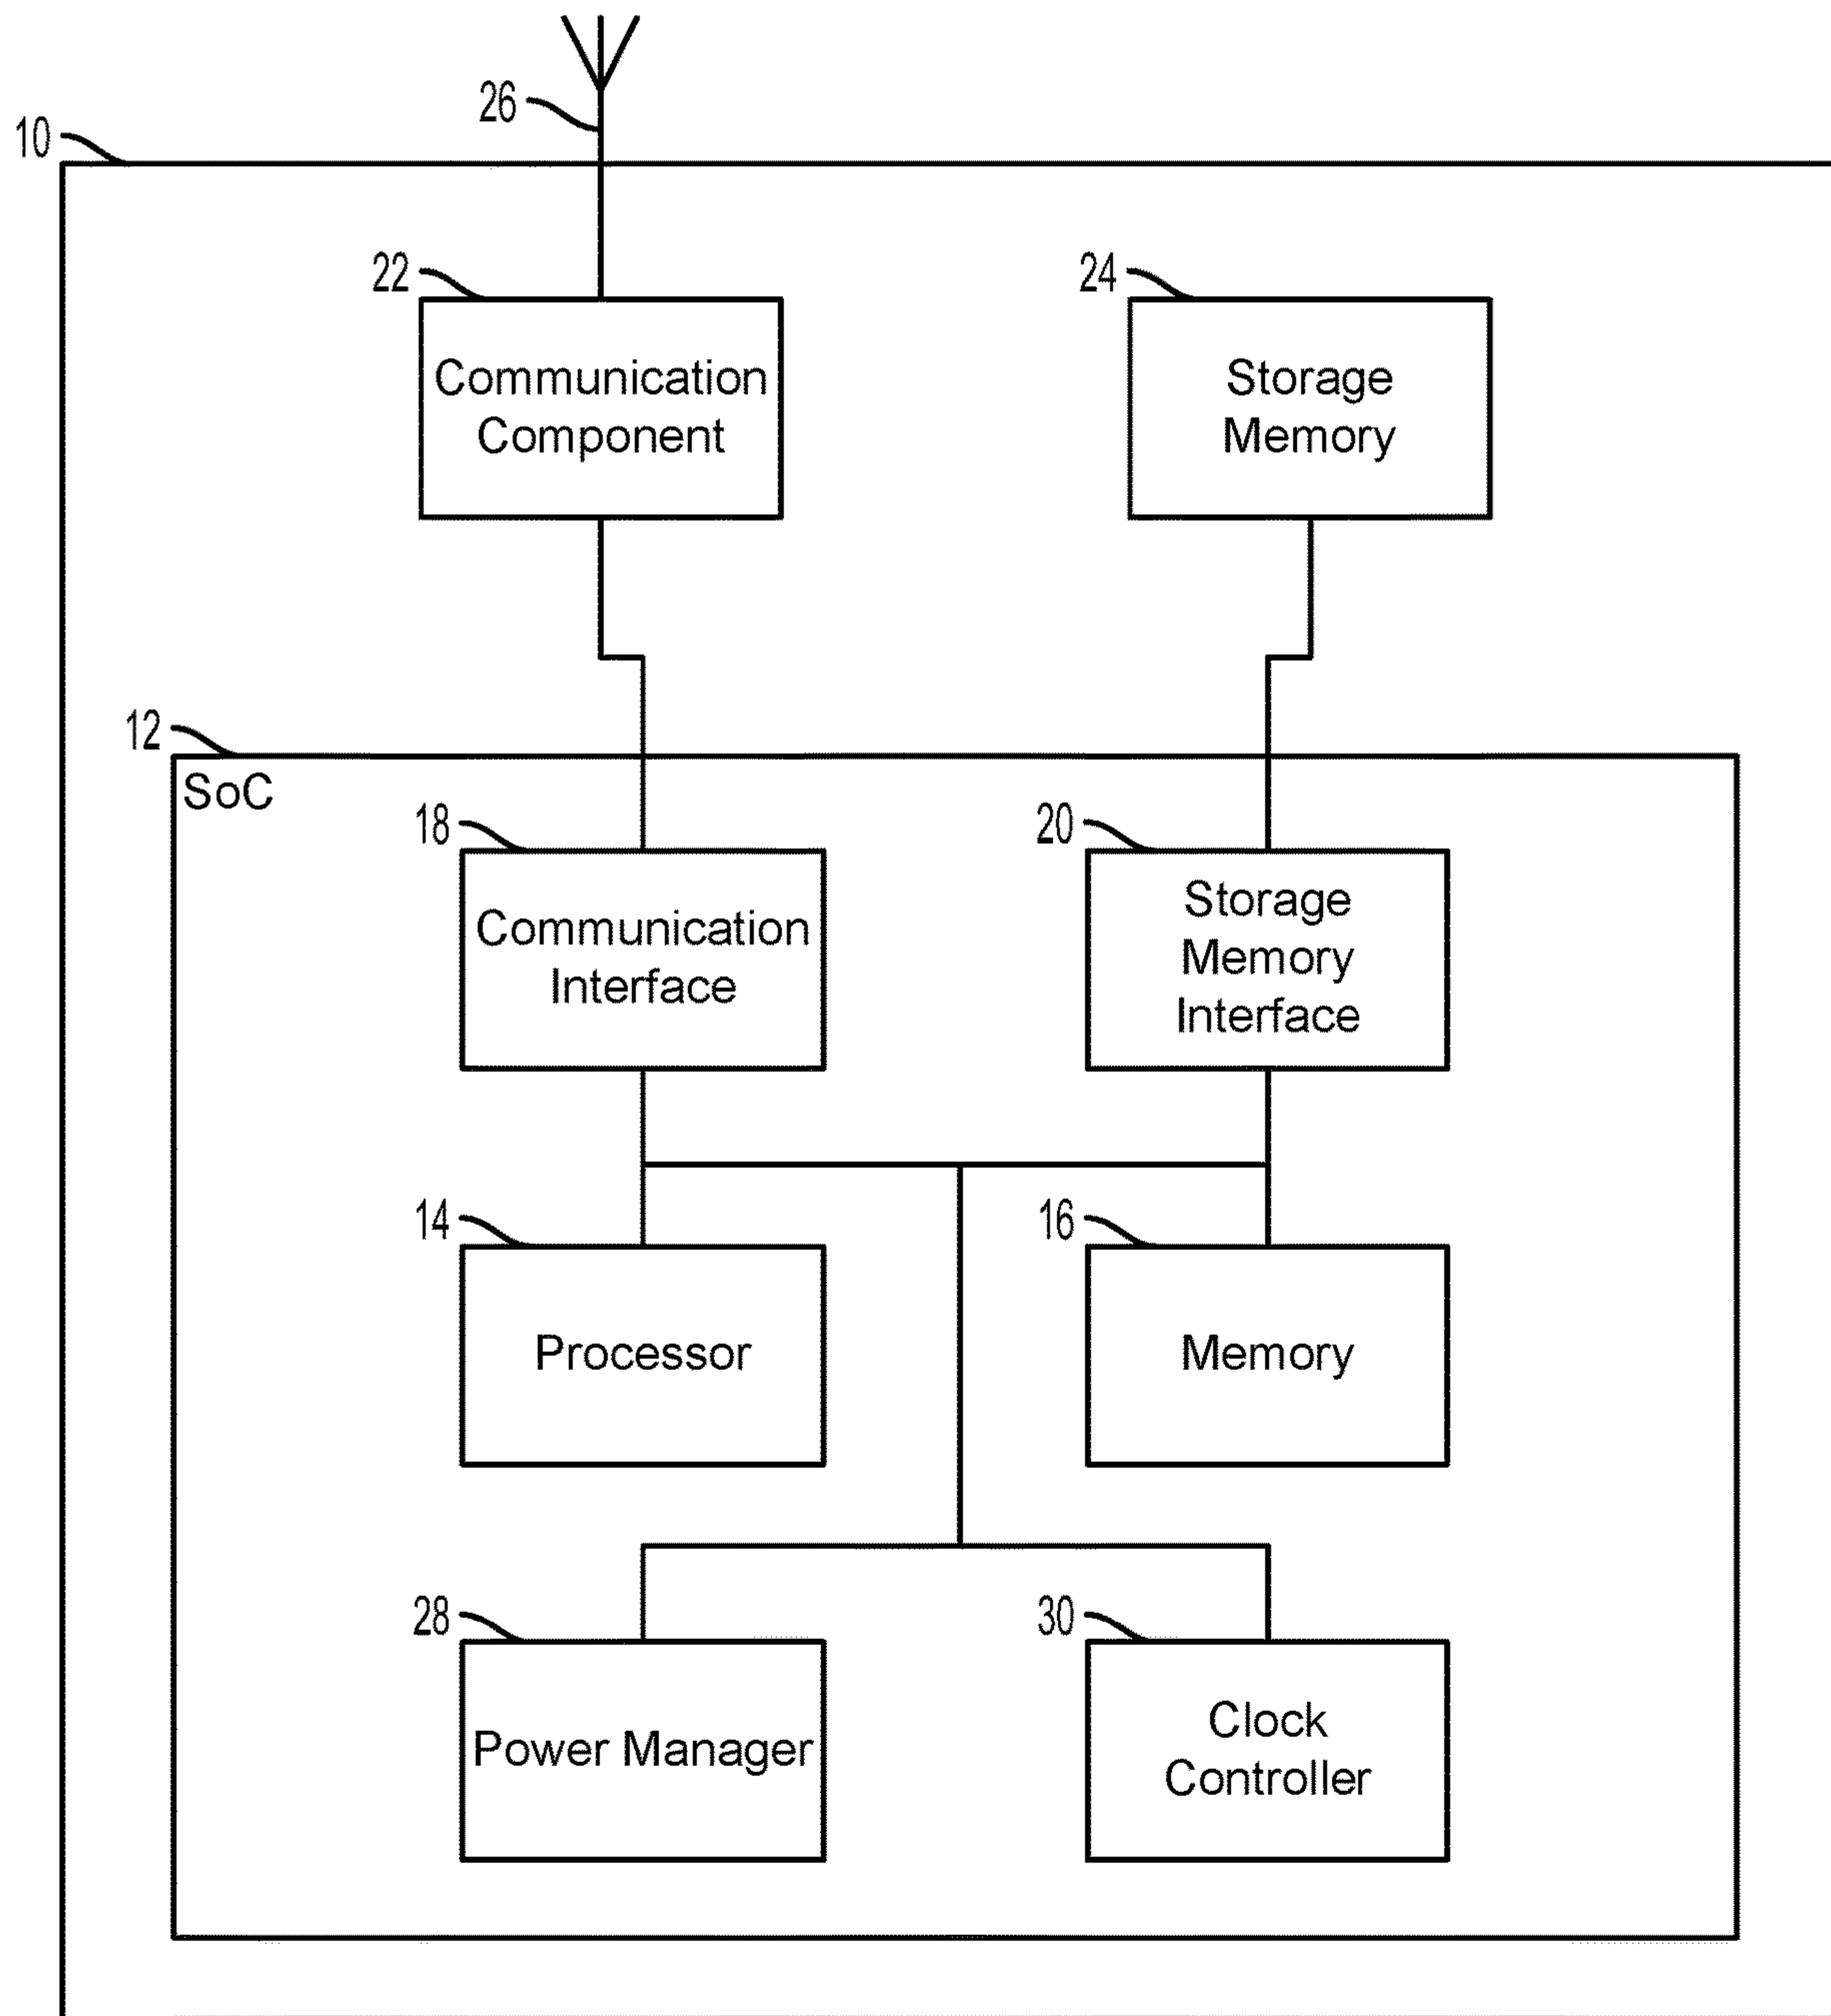 26
10
22
24
Communication
Component
Storage
Memory
12
SoC
18
20
Communication
Interface
Storage
Memory
Interface
14
16
Processor
Memory
28
30
Power Manager
Clock
Controller